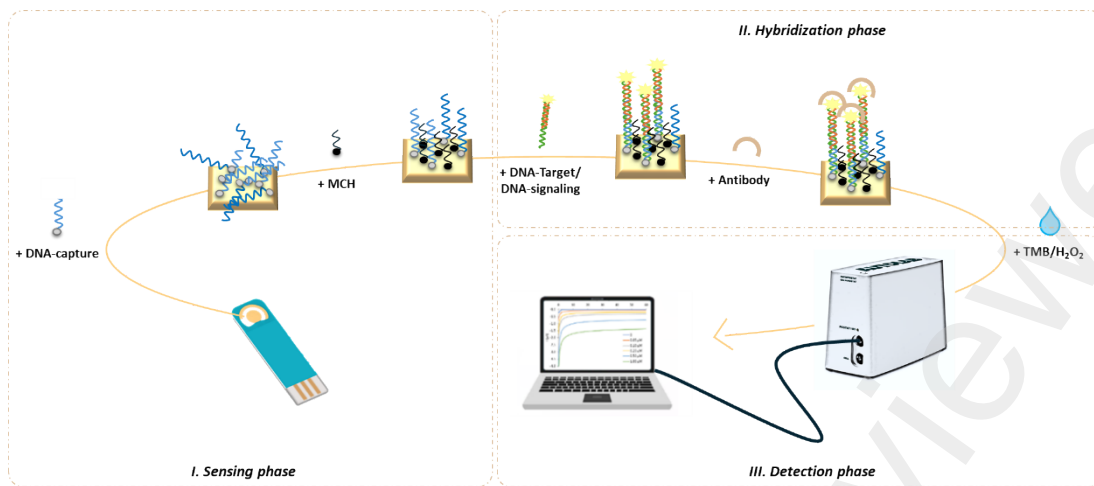 II. Hybridization phase
+ MCH
+ DNA-Target/
DNA-signaling
+ Antibody
+ DNA-capture
+ TMB/H₂O₂
I. Sensing phase
III. Detection phase